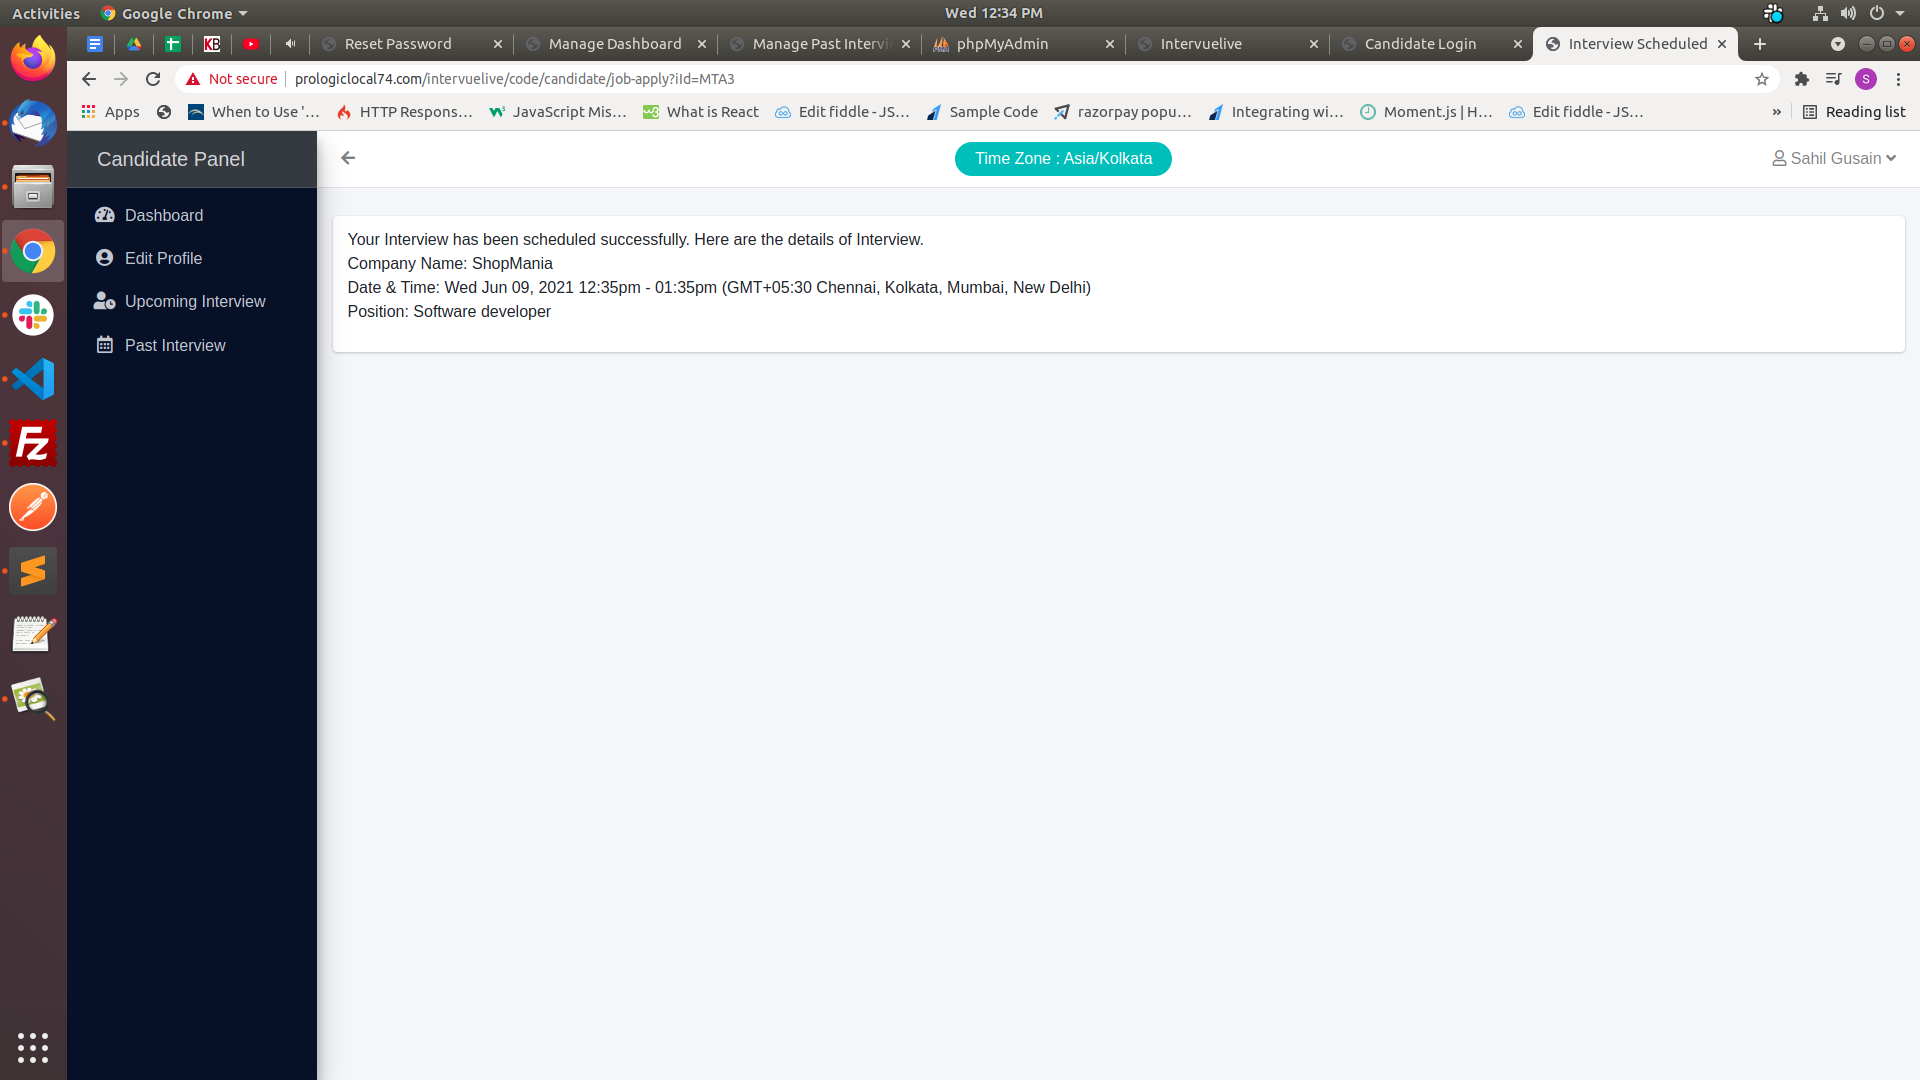 Activities
Google Chrome
Wed 12:34 PM
Reset Password
Manage Dashboard
Manage Past Intervi
phpMyAdmin
Intervuelive
Candidate Login
Interview Scheduled
Not secure
prologiclocal74.com/intervuelive/code/candidate/job-apply?iId=MTA3
S
Apps
When to Use '…
HTTP Respons…
JavaScript Mis…
What is React
Edit fiddle - JS…
Sample Code
razorpay popu…
Integrating wi…
Moment.js | H…
Edit fiddle - JS…
»
Reading list
Candidate Panel
Time Zone : Asia/Kolkata
Sahil Gusain
Dashboard
Edit Profile
Upcoming Interview
Past Interview
Your Interview has been scheduled successfully. Here are the details of Interview.
Company Name: ShopMania
Date & Time: Wed Jun 09, 2021 12:35pm - 01:35pm (GMT+05:30 Chennai, Kolkata, Mumbai, New Delhi)
Position: Software developer
KB
Fz